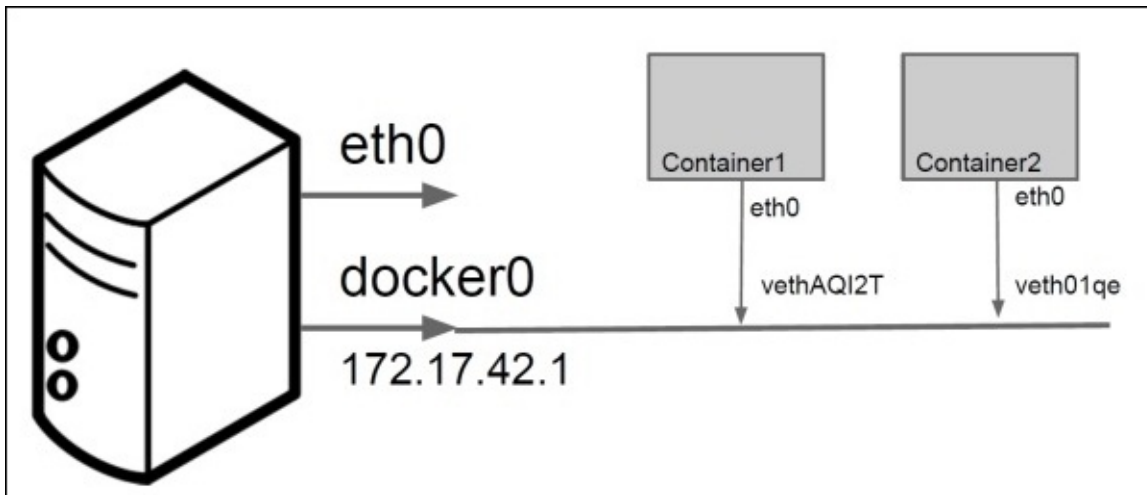 eth0
docker0
172.17.42.1
Container1
eth0
vethAQI2T
Container2
eth0
veth01qe